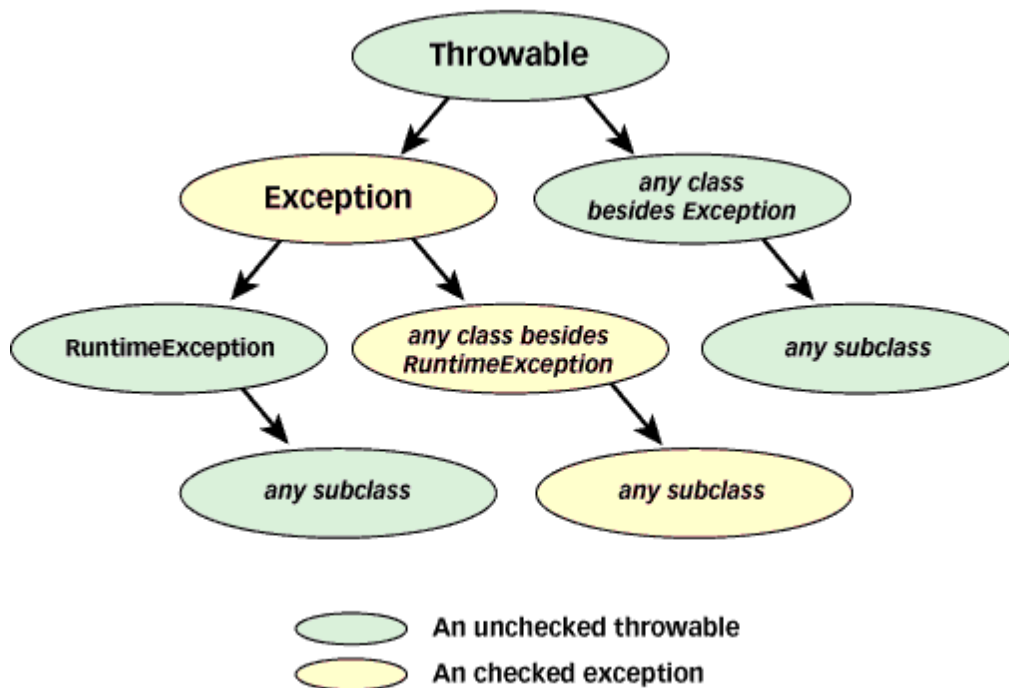 Throwable
Exception
any class
besides Exception
RuntimeException
any class besides
RuntimeException
any subclass
any subclass
any subclass
An unchecked throwable
An checked exception